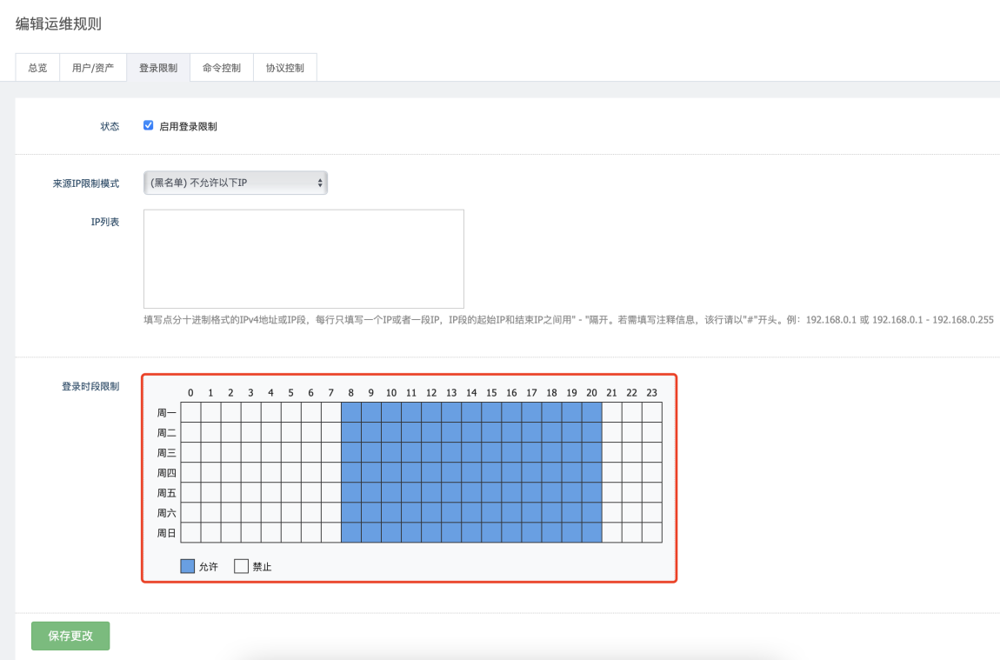 编辑运维规则
总览 用户/资产 登录限制 命令控制 协议控制
状态 启用登录限制
来源IP限制模式 (黑名单) 不允许以下IP
IP列表
填写点分十进制格式的IPv4地址或IP段，每行只填写一个IP或者一段IP，IP段的起始IP和结束IP之间用" - "隔开。若需填写注释信息，该行请以"#"开头。例：192.168.0.1 或 192.168.0.1 - 192.168.0.255
登录时段限制
0 1 2 3 4 5 6 7 8 9 10 11 12 13 14 15 16 17 18 19 20 21 22 23
周一
周二
周三
周四
周五
周六
周日
允许 禁止
保存更改